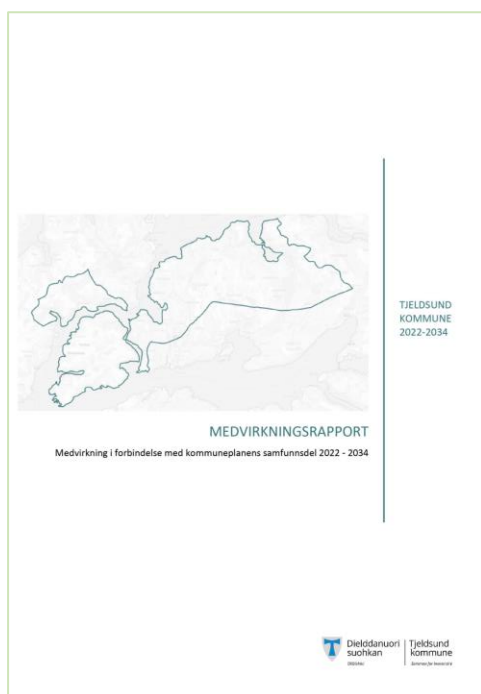 TJELDSUND
KOMMUNE
2022-2034
MEDVIRKNINGSRAPPORT
Medvirkning i forbindelse med kommuneplanens samfunnsdel 2022 - 2034
Dielddanuori
suohkan
Tjeldsund
kommune